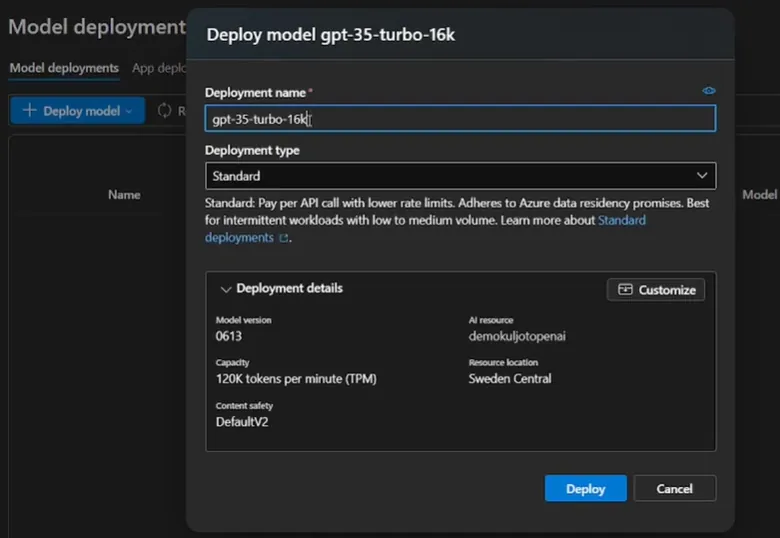 Model deployment
Deploy model gpt-35-turbo-16k
Model deployments App deplo
Deployment name *
+ Deploy model
R
gpt-35-turbo-16k
Deployment type
Standard
Name
Model
Standard: Pay per API call with lower rate limits. Adheres to Azure data residency promises. Best
for intermittent workloads with low to medium volume. Learn more about Standard
deployments.
Deployment details
Customize
Model version
AI resource
0613
demokuljotopenai
Capacity
Resource location
120K tokens per minute (TPM)
Sweden Central
Content safety
DefaultV2
Deploy
Cancel